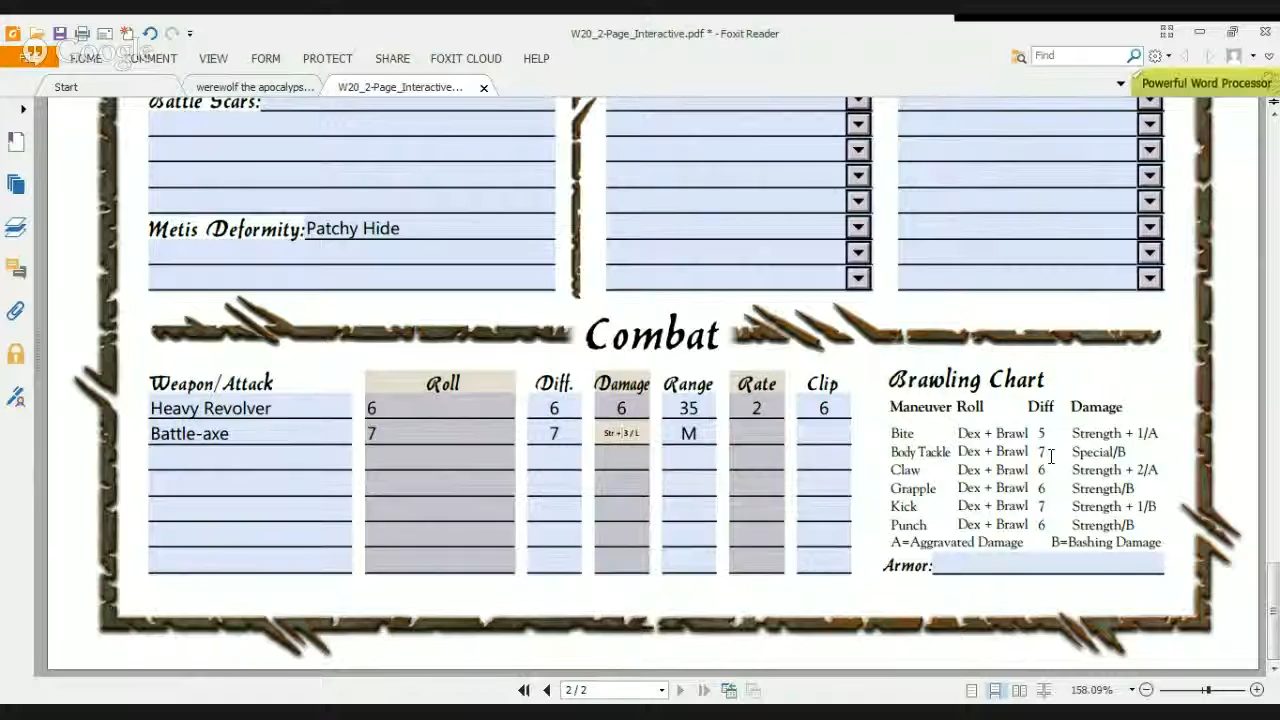 W20_2-Page_Interactive.pdf * - Foxit Reader
Google
HOME COMMENT VIEW FORM PROTECT SHARE FOXIT CLOUD HELP
Find
Start werewolf the apocalyps... W20_2-Page_Interactive... Powerful Word Processor
Battle Scars:
Metis Deformity: Patchy Hide
Combat
Weapon/Attack Roll Diff. Damage Range Rate Clip
Heavy Revolver 6 6 6 35 2 6
Battle-axe 7 7 Str + 3 / L M
Brawling Chart
Maneuver Roll Diff Damage
Bite Dex + Brawl 5 Strength + 1/A
Body Tackle Dex + Brawl 7 Special/B
Claw Dex + Brawl 6 Strength + 2/A
Grapple Dex + Brawl 6 Strength/B
Kick Dex + Brawl 7 Strength + 1/B
Punch Dex + Brawl 6 Strength/B
A=Aggravated Damage B=Bashing Damage
Armor:
2 / 2 158.09%